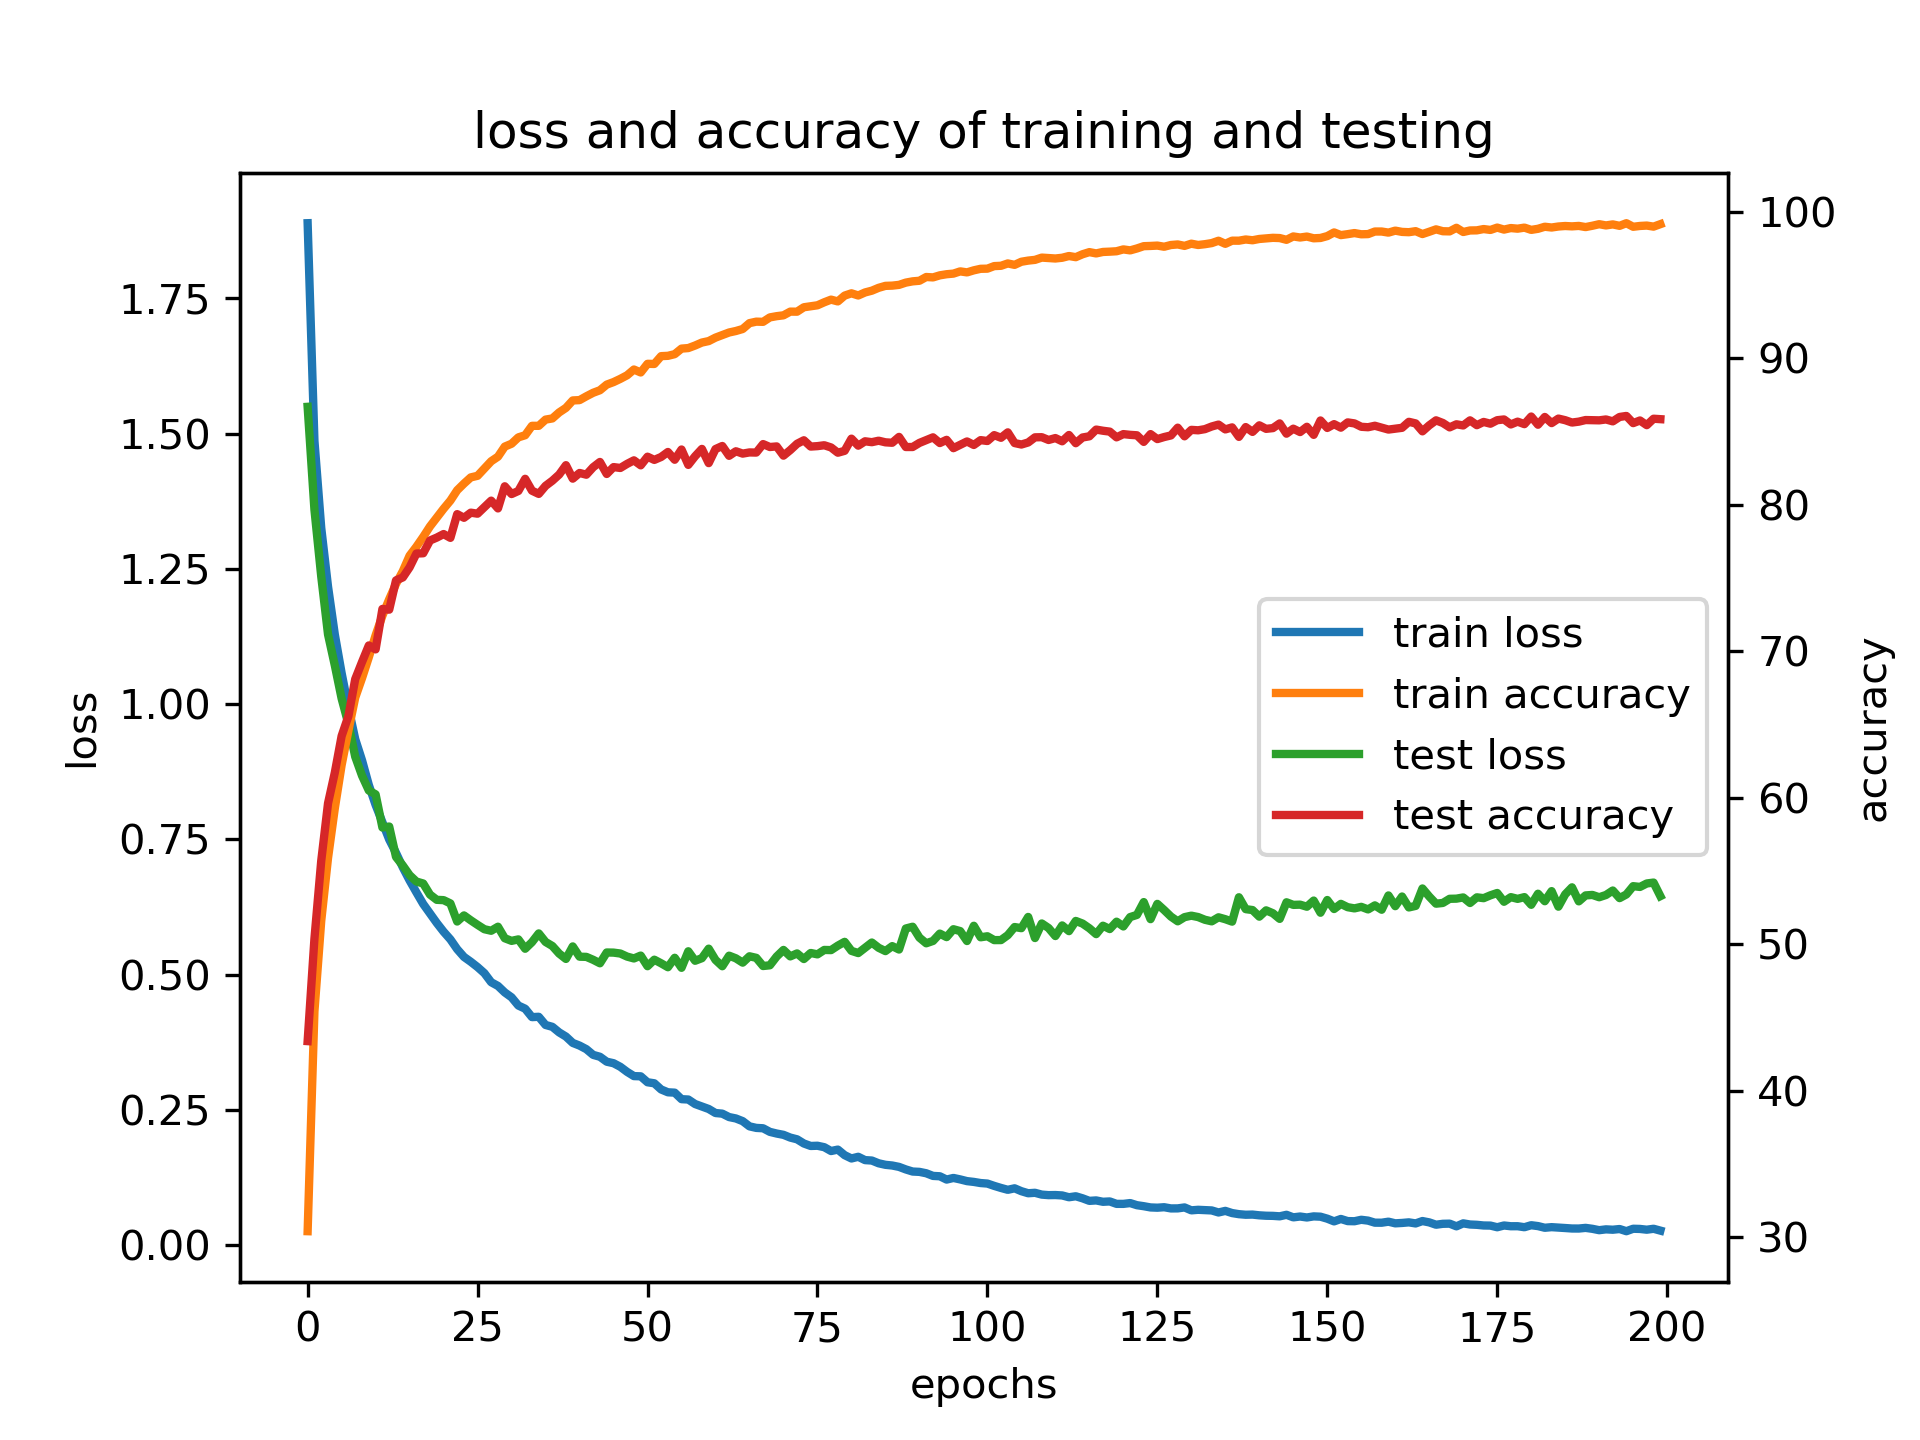 loss and accuracy of training and testing
1.75
1.50
1.25
1.00
0.75
0.50
0.25
0.00
loss
100
90
80
70
60
50
40
30
accuracy
train loss
train accuracy
test loss
test accuracy
0 25 50 75 100 125 150 175 200
epochs